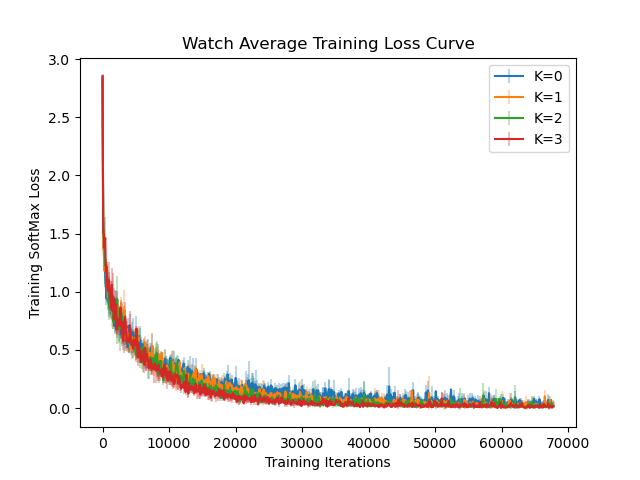 Watch Average Training Loss Curve
K=0
K=1
K=2
K=3
Training SoftMax Loss
3.0
2.5
2.0
1.5
1.0
0.5
0.0
0 10000 20000 30000 40000 50000 60000 70000
Training Iterations